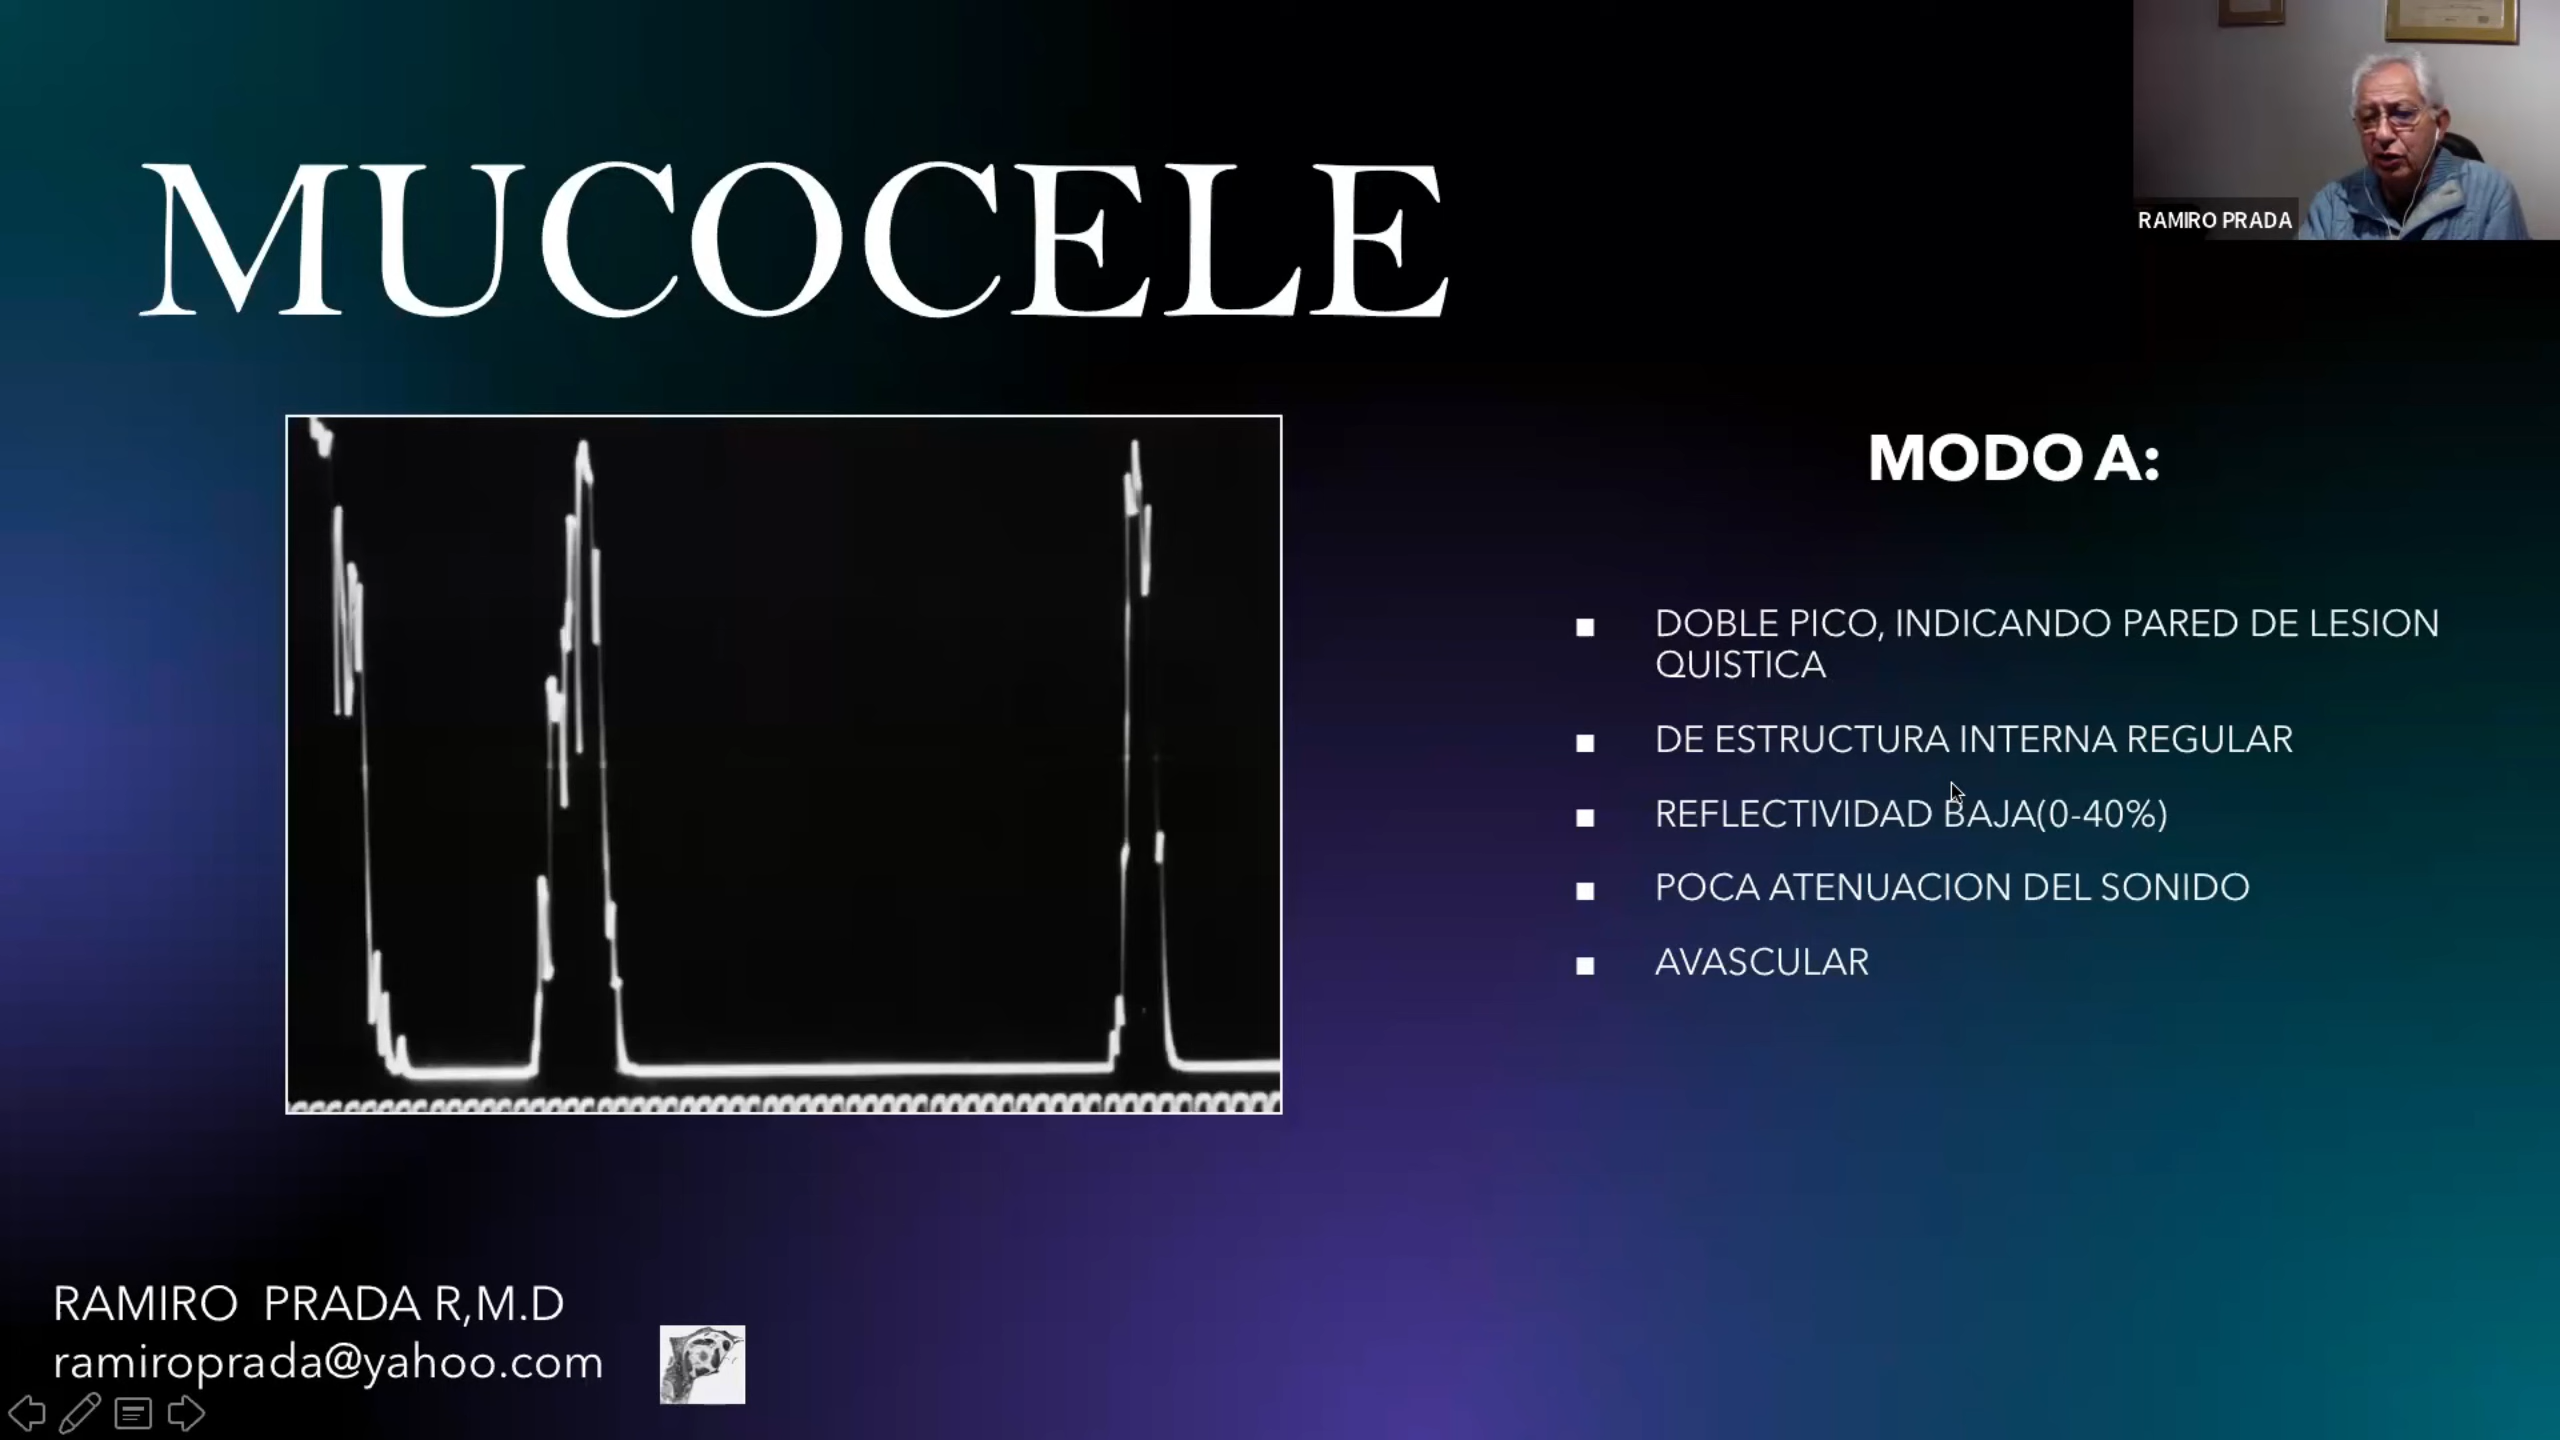 MUCOCELE
RAMIRO PRADA
MODO A:
DOBLE PICO, INDICANDO PARED DE LESION
QUISTICA
DE ESTRUCTURA INTERNA REGULAR
REFLECTIVIDAD BAJA(0-40%)
POCA ATENUACION DEL SONIDO
AVASCULAR
RAMIRO PRADA R,M.D
ramiroprada@yahoo.com